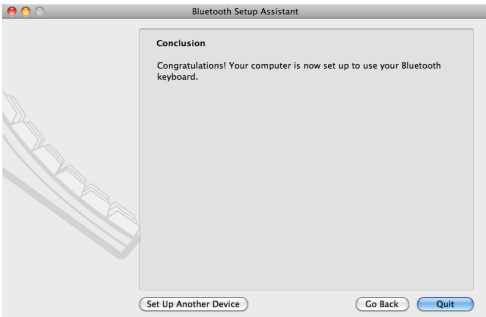 Bluetooth Setup Assistant
Conclusion
Congratulations! Your computer is now set up to use your Bluetooth
keyboard.
Set Up Another Device
Go Back
Quit